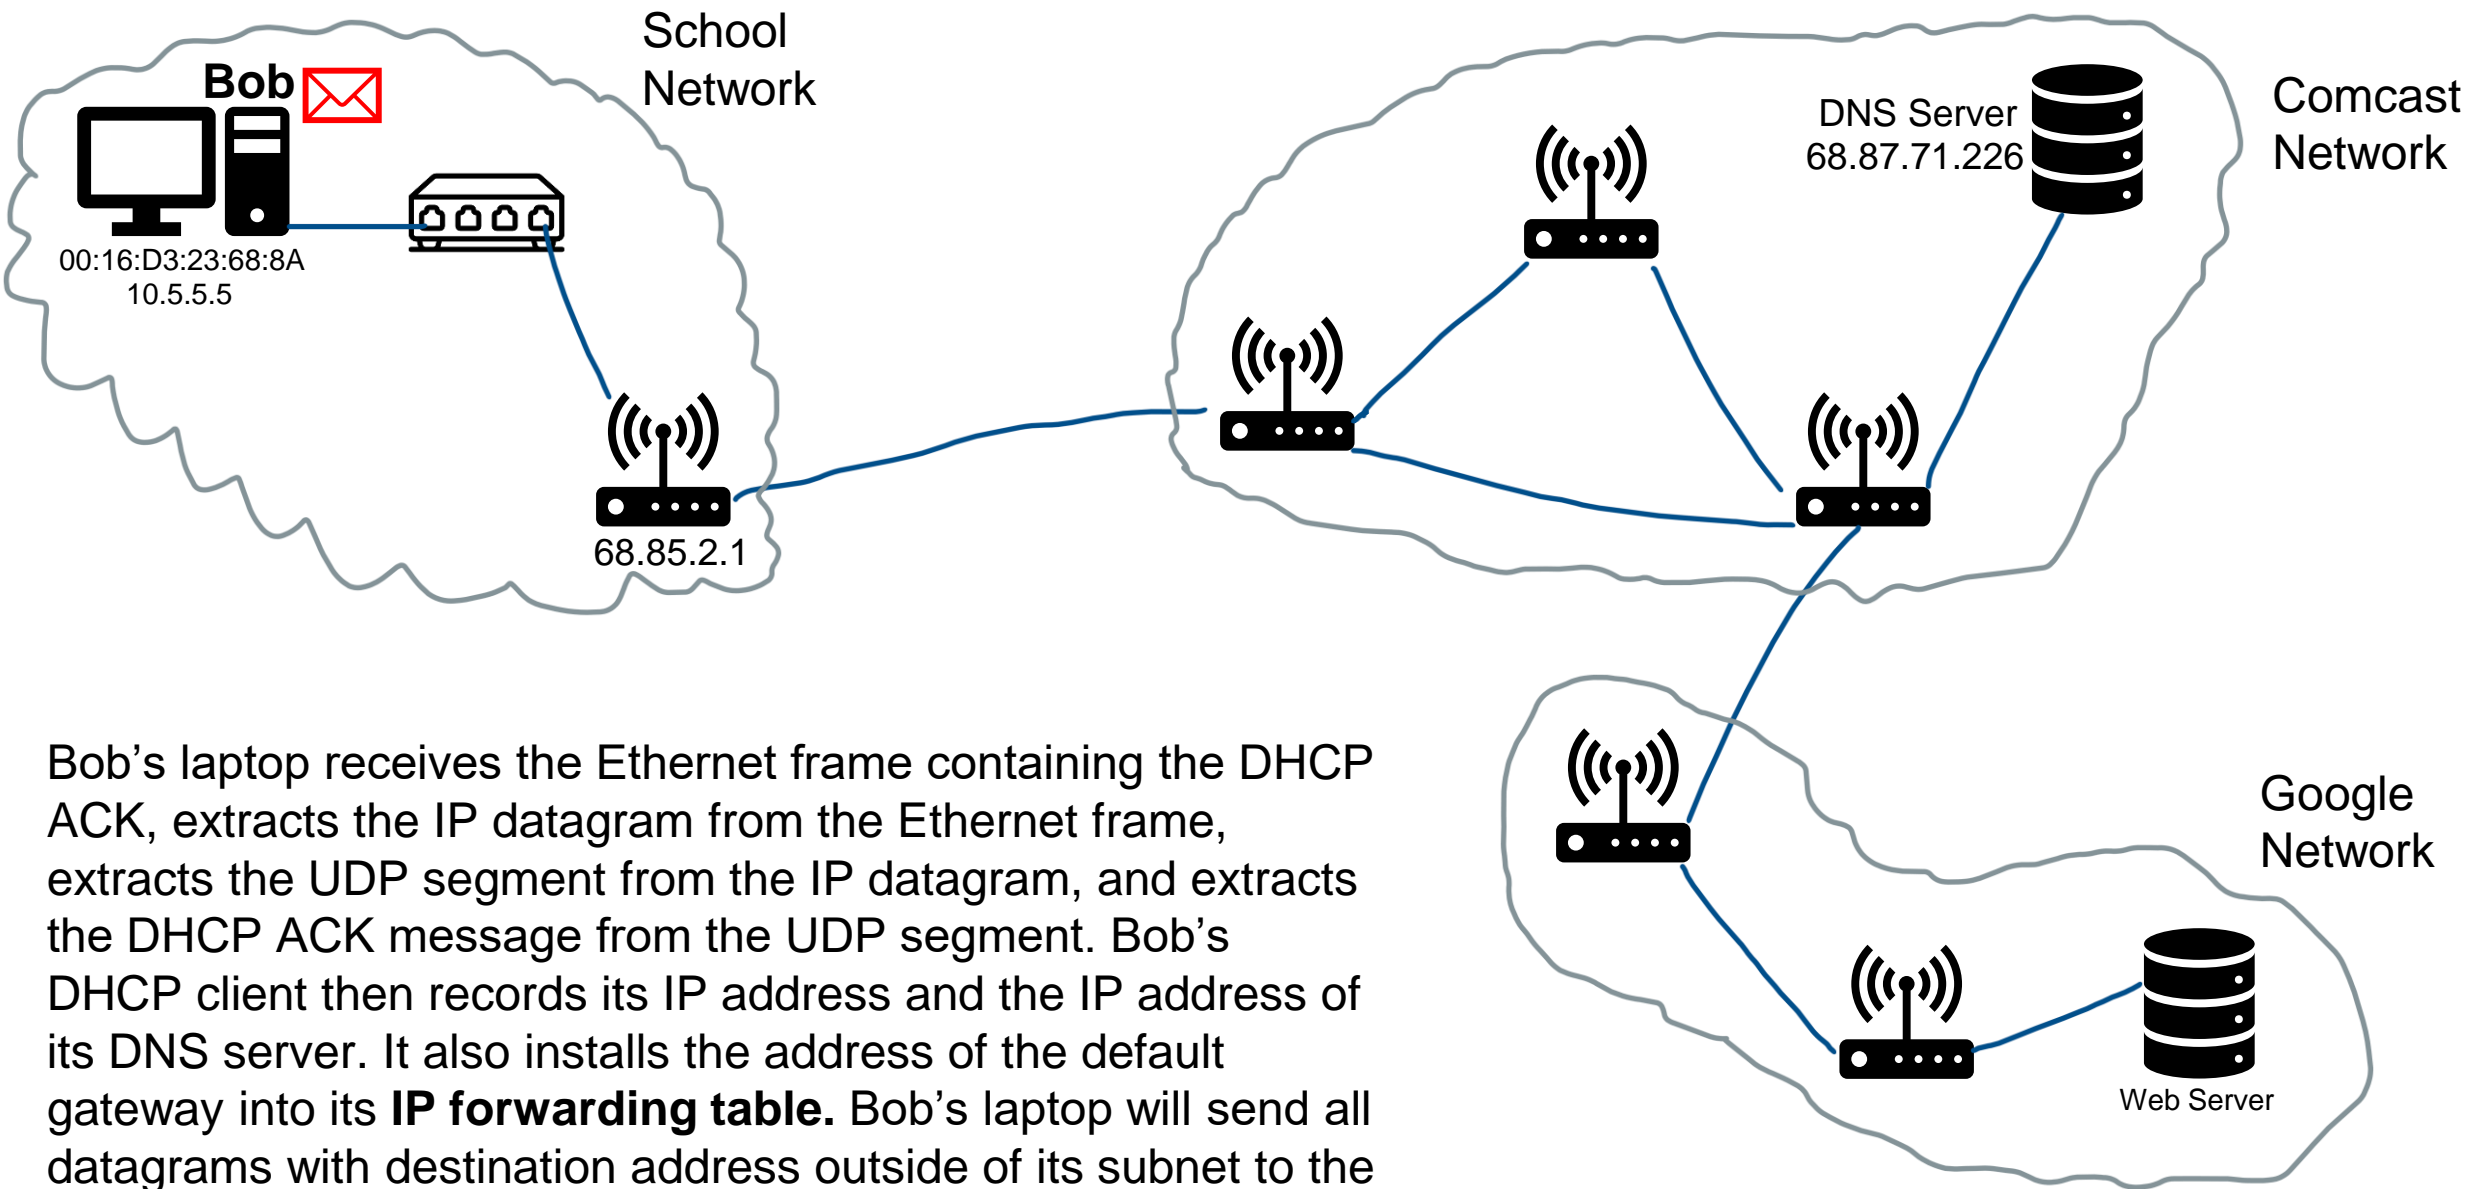 School
Network
Bob
00:16:D3:23:68:8A
10.5.5.5
68.85.2.1
DNS Server
68.87.71.226
Comcast
Network
Bob’s laptop receives the Ethernet frame containing the DHCP
ACK, extracts the IP datagram from the Ethernet frame,
extracts the UDP segment from the IP datagram, and extracts
the DHCP ACK message from the UDP segment. Bob’s
DHCP client then records its IP address and the IP address of
its DNS server. It also installs the address of the default
gateway into its IP forwarding table. Bob’s laptop will send all
datagrams with destination address outside of its subnet to the
Google
Network
Web Server